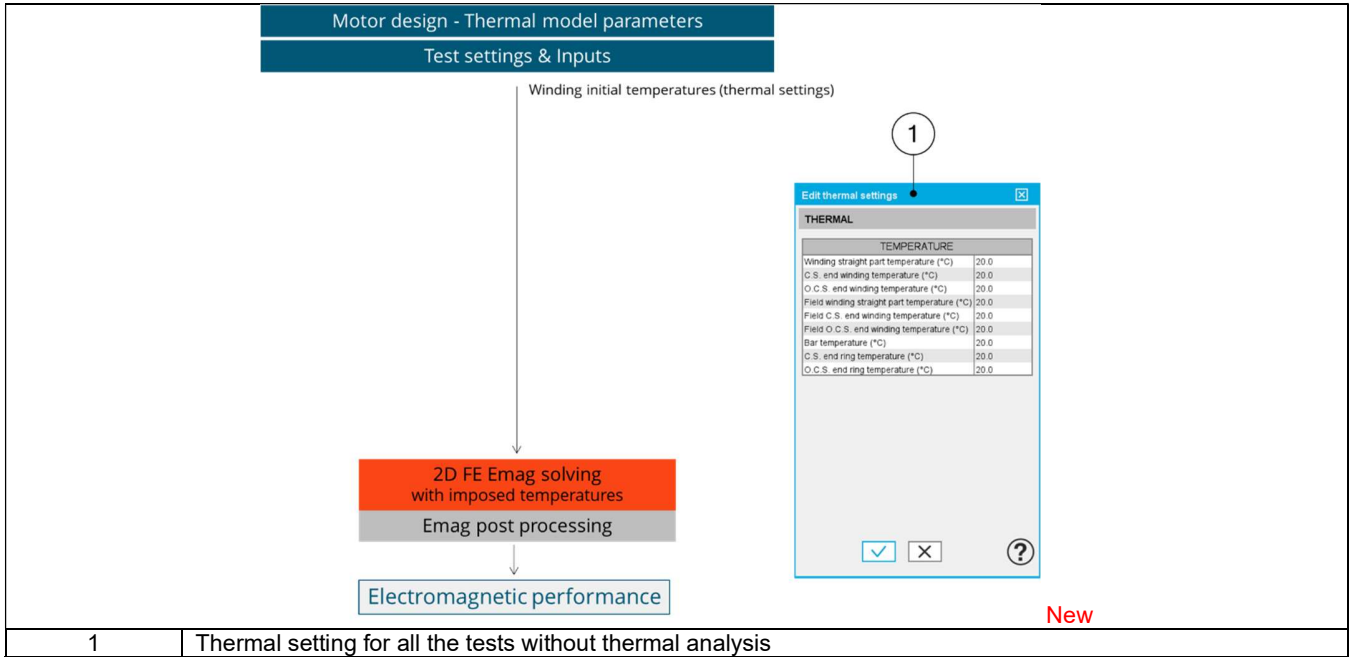 Motor design - Thermal model parameters
Test settings & Inputs
Winding initial temperatures (thermal settings)
1
Edit thermal settings
THERMAL
TEMPERATURE
Winding straight part temperature (°C) 20.0
C.S. end winding temperature (°C) 20.0
O.C.S. end winding temperature (°C) 20.0
Field winding straight part temperature (°C) 20.0
Field C.S. end winding temperature (°C) 20.0
Field O.C.S. end winding temperature (°C) 20.0
Bar temperature (°C) 20.0
C.S. end ring temperature (°C) 20.0
O.C.S. end ring temperature (°C) 20.0
2D FE Emag solving
with imposed temperatures
Emag post processing
?
Electromagnetic performance
New
1 Thermal setting for all the tests without thermal analysis